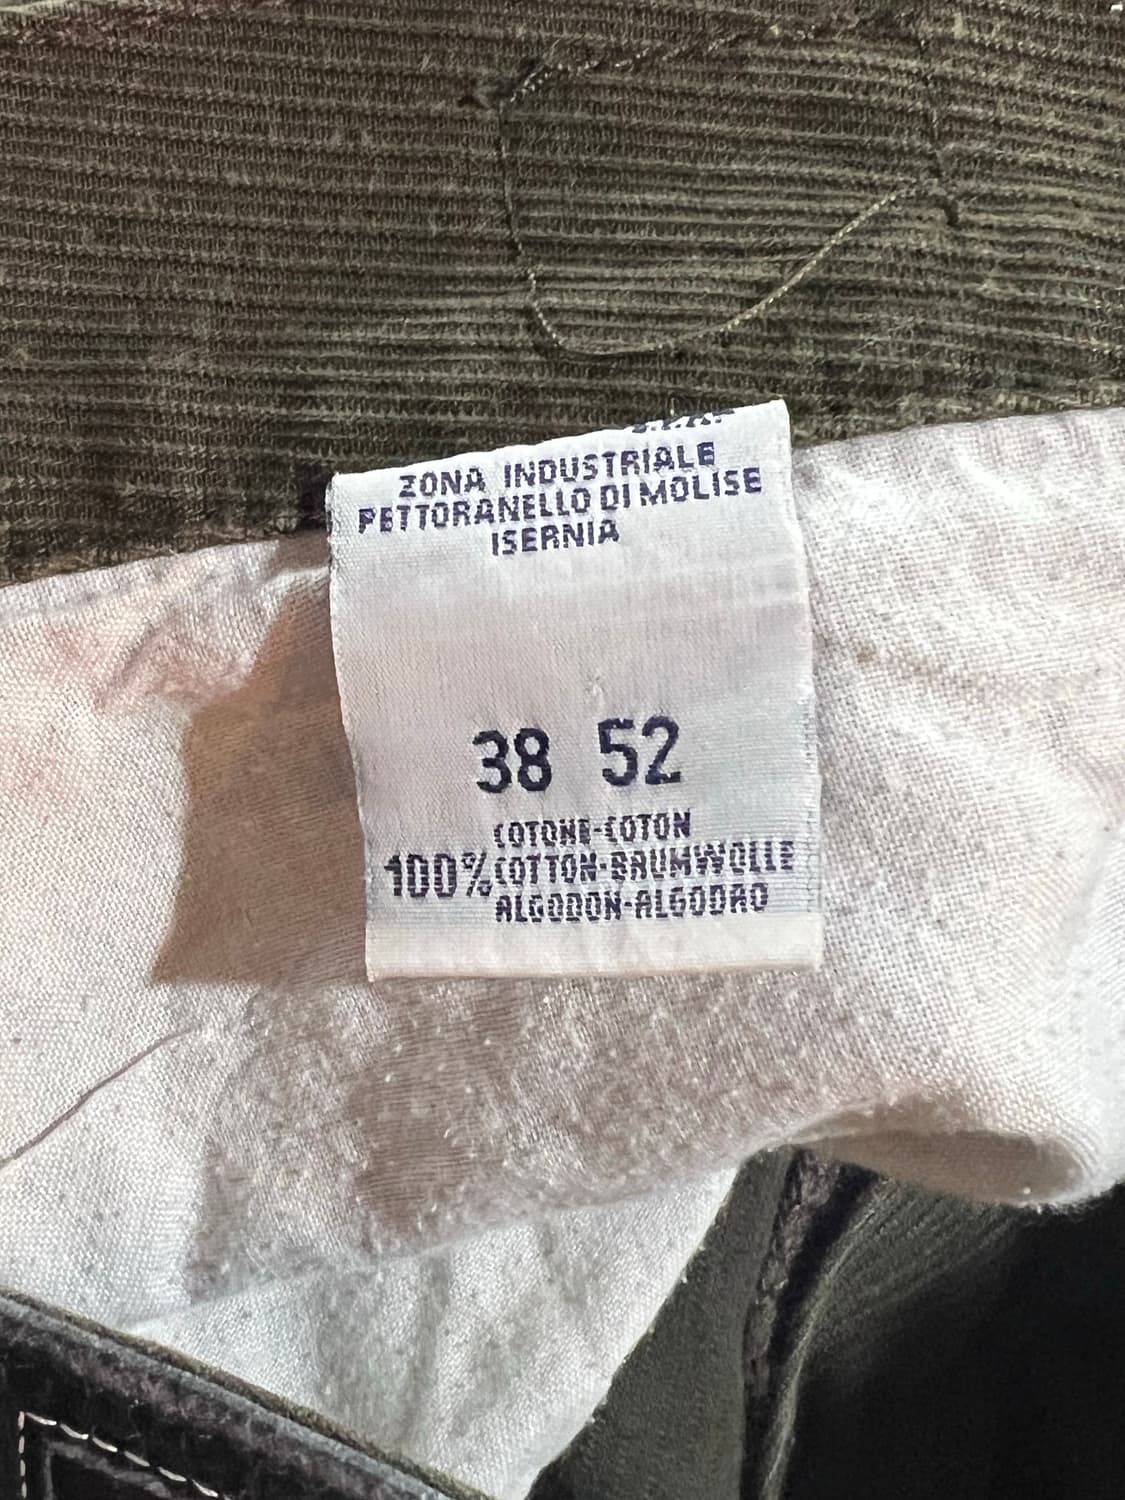 S.P.A.
ZONA INDUSTRIALE
PETTORANELLO DI MOLISE
ISERNIA
38 52
COTONE-COTON
100% COTTON-BAUMWOLLE
ALGODON-ALGODAO